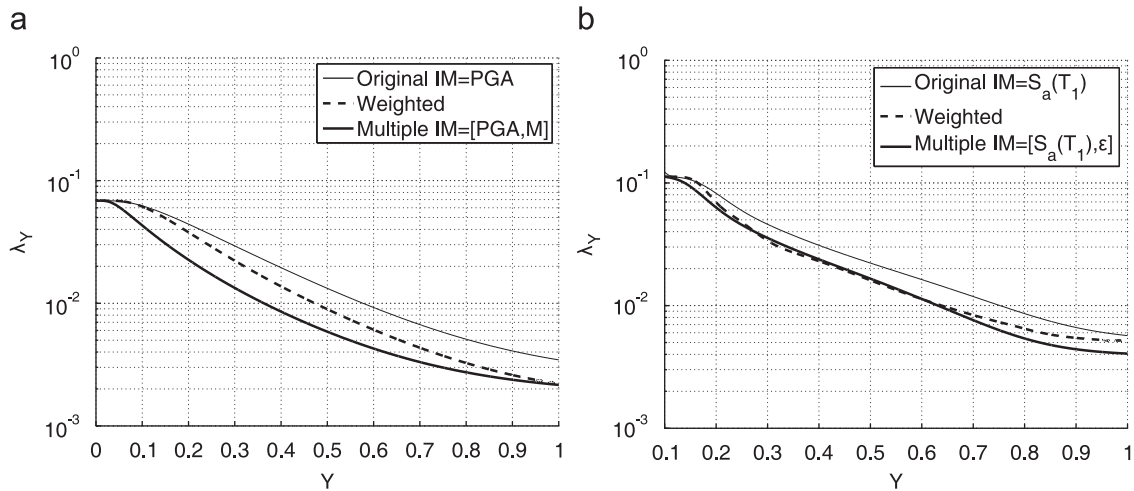 a
10^0
10^-1
10^-2
10^-3
λ_Y
Original IM=PGA
Weighted
Multiple IM=[PGA,M]
0 0.1 0.2 0.3 0.4 0.5 0.6 0.7 0.8 0.9 1
Y
b
10^0
10^-1
10^-2
10^-3
λ_Y
Original IM=S_a(T_1)
Weighted
Multiple IM=[S_a(T_1),ε]
0.1 0.2 0.3 0.4 0.5 0.6 0.7 0.8 0.9 1
Y